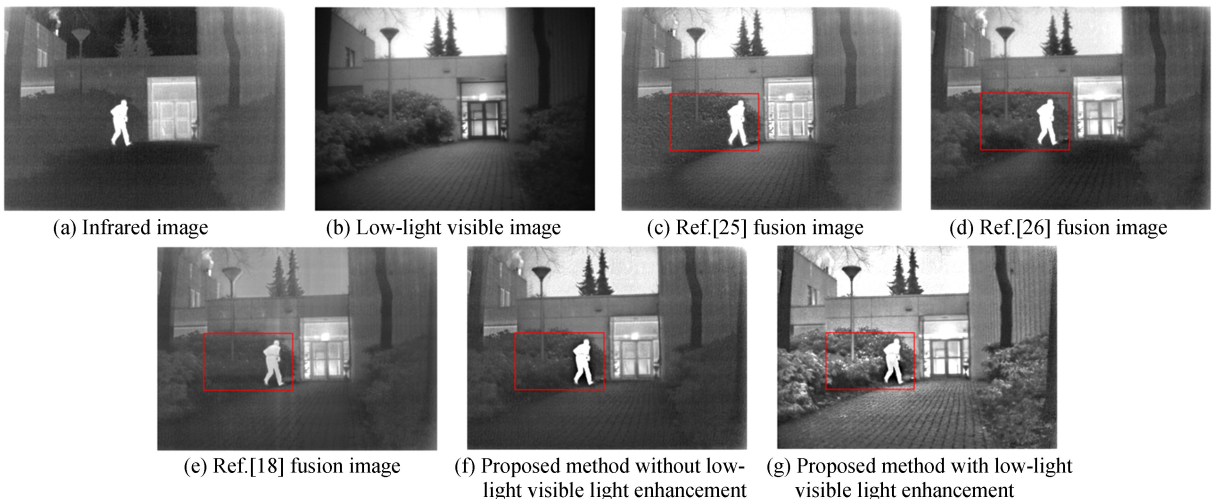 (a) Infrared image
(b) Low-light visible image
(c) Ref.[25] fusion image
(d) Ref.[26] fusion image
(e) Ref.[18] fusion image
(f) Proposed method without low-
light visible light enhancement
(g) Proposed method with low-light
visible light enhancement